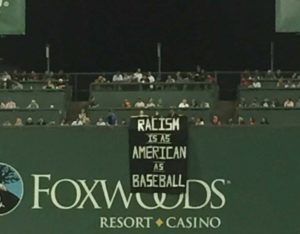 RACISM
IS AS
AMERICAN
AS
BASEBALL
FOXWOODS
RESORT CASINO